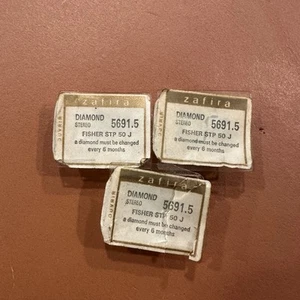 zafira
DIAMOND
STEREO 5691.5
FISHER STP 50 J
a diamond must be changed
every 6 months
zafira
DIAMOND
STEREO 5691.5
FISHER STP 50 J
a diamond must be changed
every 6 months
zafira
DIAMOND
STEREO 5691.5
FISHER STP 50 J
a diamond must be changed
every 6 months